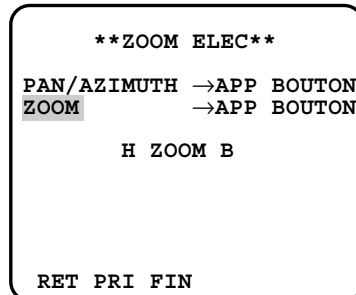 **ZOOM ELEC**
PAN/AZIMUTH →APP BOUTON
ZOOM →APP BOUTON
H ZOOM B
RET PRI FIN